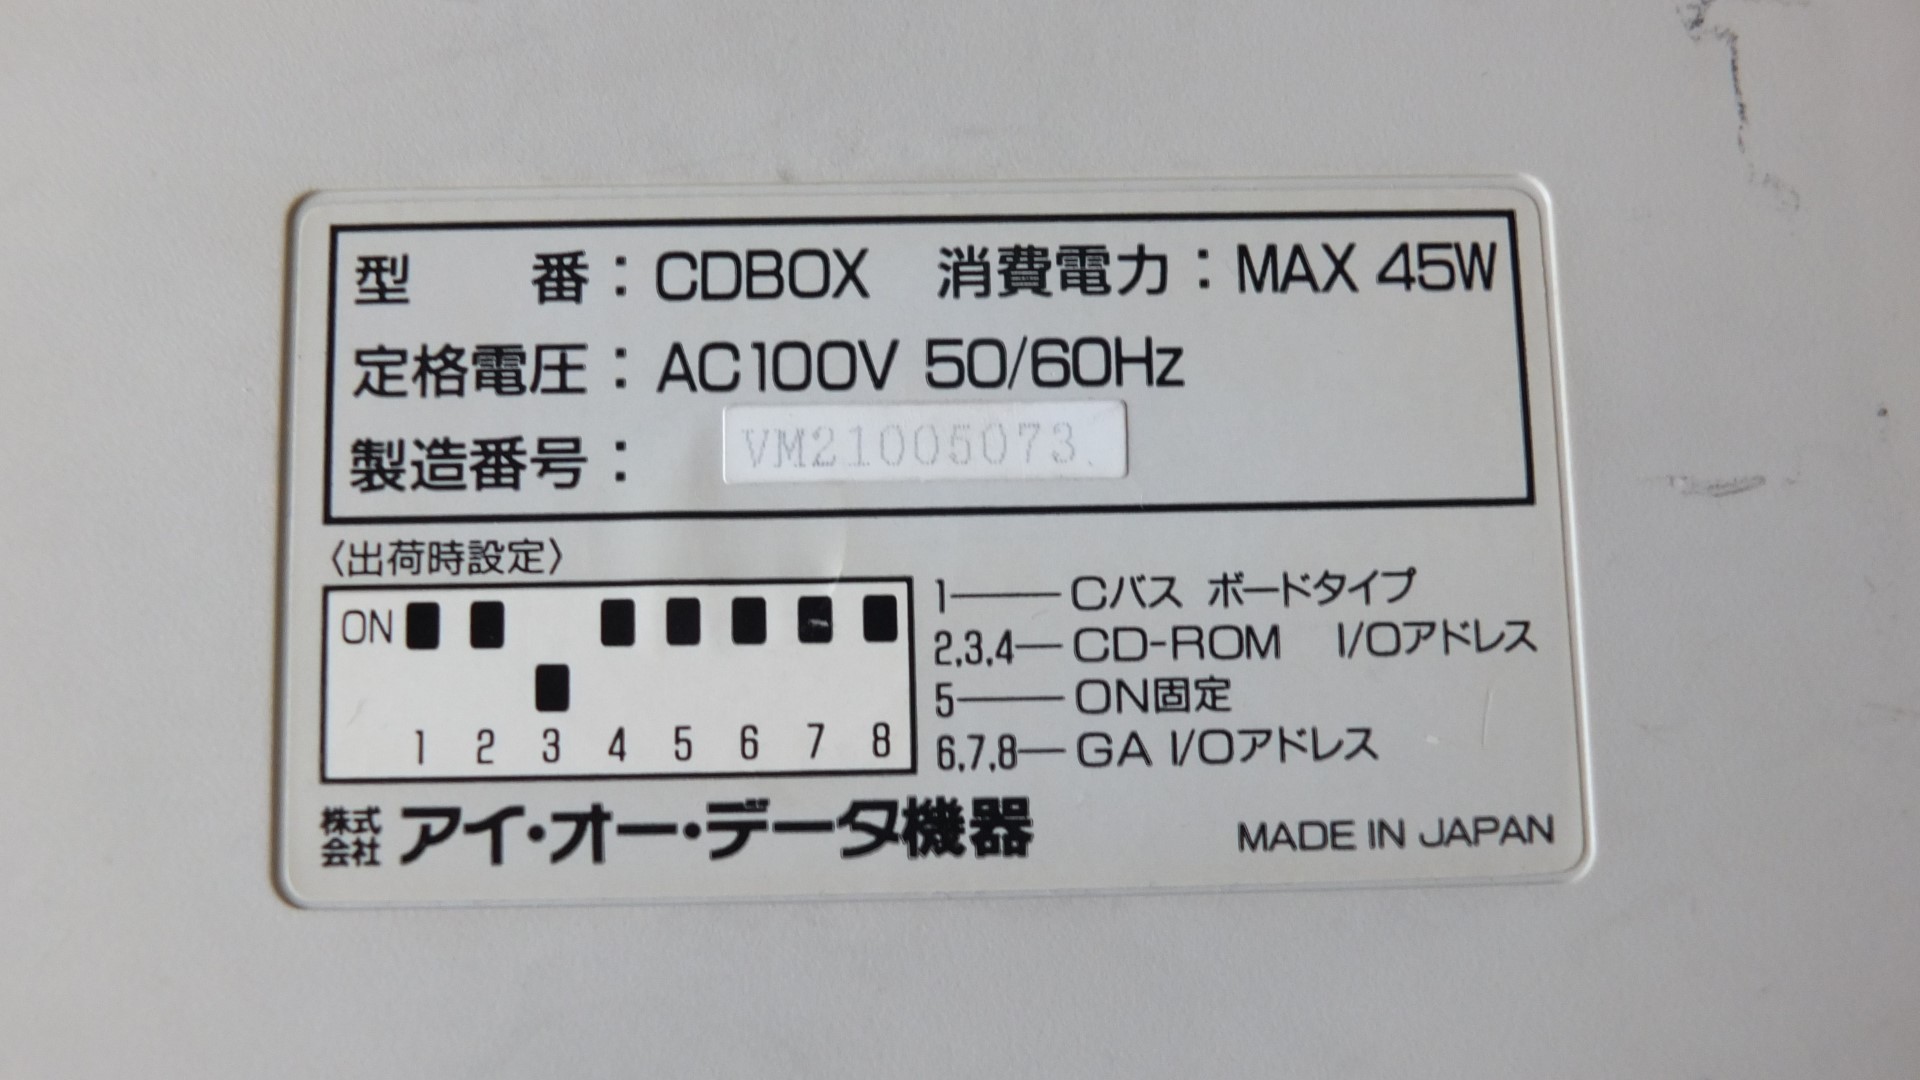 型　番：CDBOX　消費電力：MAX 45W
定格電圧：AC100V 50/60Hz
製造番号：VM21005073
〈出荷時設定〉
ON
1 2 3 4 5 6 7 8
1――Cバス ボードタイプ
2,3,4―CD-ROM　I/Oアドレス
5――ON固定
6,7,8―GA I/Oアドレス
株式会社 アイ・オー・データ機器
MADE IN JAPAN